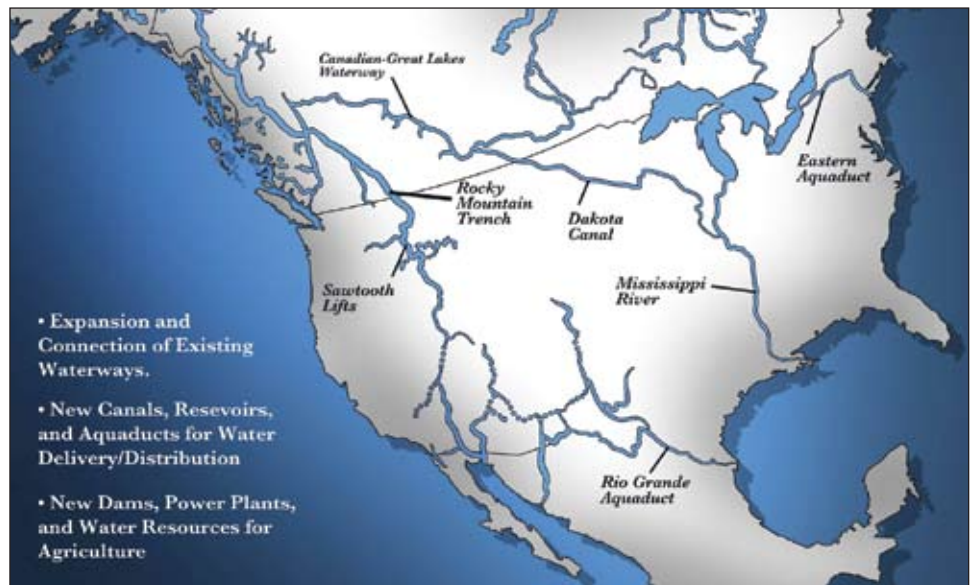 Canadian-Great Lakes
Waterway
Eastern
Aquaduct
Rocky
Mountain
Trench
Dakota
Canal
Sawtooth
Lifts
Mississippi
River
Rio Grande
Aquaduct
• Expansion and
Connection of Existing
Waterways.
• New Canals, Resevoirs,
and Aquaducts for Water
Delivery/Distribution
• New Dams, Power Plants,
and Water Resources for
Agriculture